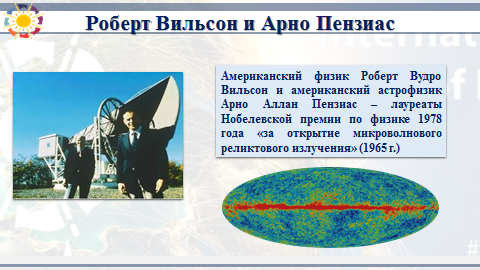 Роберт Вильсон и Арно Пензиас
Американский физик Роберт Вудро
Вильсон и американский астрофизик
Арно Аллан Пензиас – лауреаты
Нобелевской премии по физике 1978
года «за открытие микроволнового
реликтового излучения» (1965 г.)